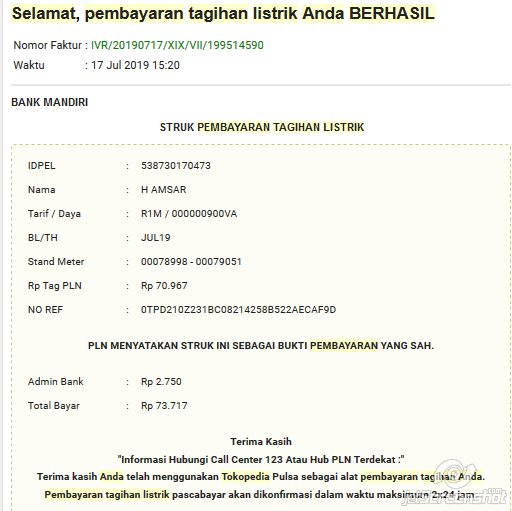 Selamat, pembayaran tagihan listrik Anda BERHASIL
Nomor Faktur : IVR/20190717/XIX/VII/199514590
Waktu : 17 Jul 2019 15:20
BANK MANDIRI
STRUK PEMBAYARAN TAGIHAN LISTRIK
IDPEL : 538730170473
Nama : H AMSAR
Tarif / Daya : R1M / 000000900VA
BL/TH : JUL19
Stand Meter : 00078998 - 00079051
Rp Tag PLN : Rp 70.967
NO REF : 0TPD210Z231BC08214258B522AECAF9D
PLN MENYATAKAN STRUK INI SEBAGAI BUKTI PEMBAYARAN YANG SAH.
Admin Bank : Rp 2.750
Total Bayar : Rp 73.717
Terima Kasih
"Informasi Hubungi Call Center 123 Atau Hub PLN Terdekat :"
Terima kasih Anda telah menggunakan Tokopedia Pulsa sebagai alat pembayaran tagihan Anda.
Pembayaran tagihan listrik pascabayar akan dikonfirmasi dalam waktu maksimum 2x24 jam